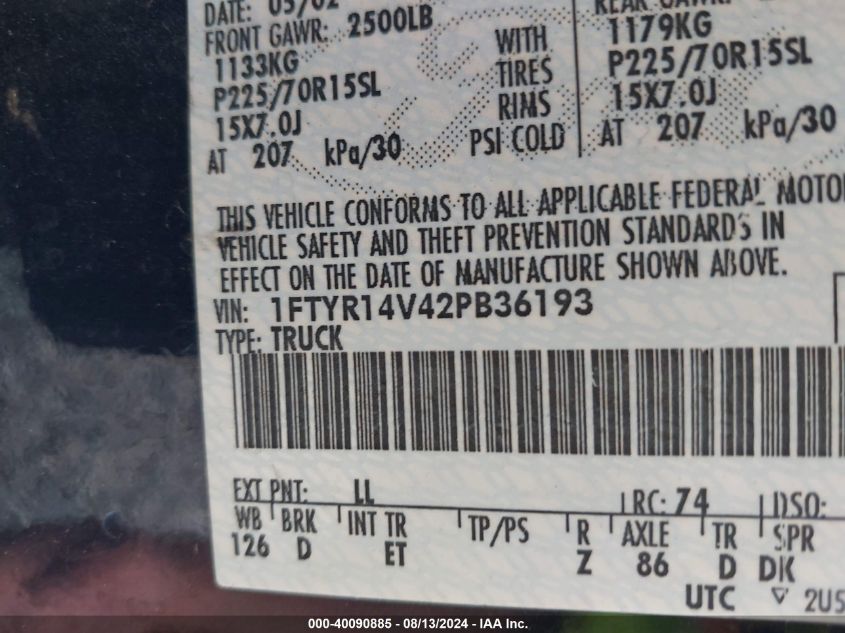 DATE: 05/02
FRONT GAWR: 2500LB
1133KG
P225/70R15SL
15X7.0J
AT 207 kPa/30
WITH
TIRES
RIMS
PSI COLD
REAR GAWR:
1179KG
P225/70R15SL
15X7.0J
AT 207 kPa/30
THIS VEHICLE CONFORMS TO ALL APPLICABLE FEDERAL MOTOR
VEHICLE SAFETY AND THEFT PREVENTION STANDARDS IN
EFFECT ON THE DATE OF MANUFACTURE SHOWN ABOVE.
VIN: 1FTYR14V42PB36193
TYPE: TRUCK
EXT PNT: LL RC: 74 DSO:
WB BRK INT TR TP/PS R AXLE TR SPR
126 D ET Z 86 D DK
UTC ▽ 2U5
000-40090885 - 08/13/2024 - IAA Inc.